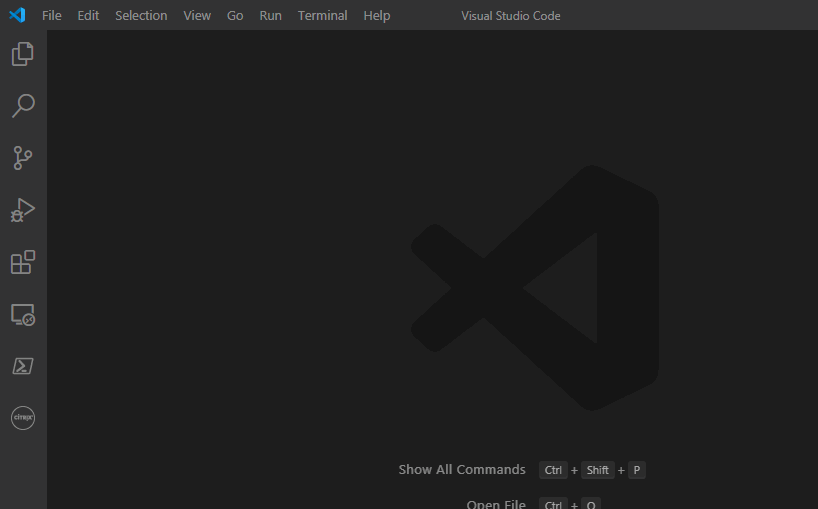 File Edit Selection View Go Run Terminal Help Visual Studio Code
CITRIX
Show All Commands Ctrl + Shift + P
Open File Ctrl + O